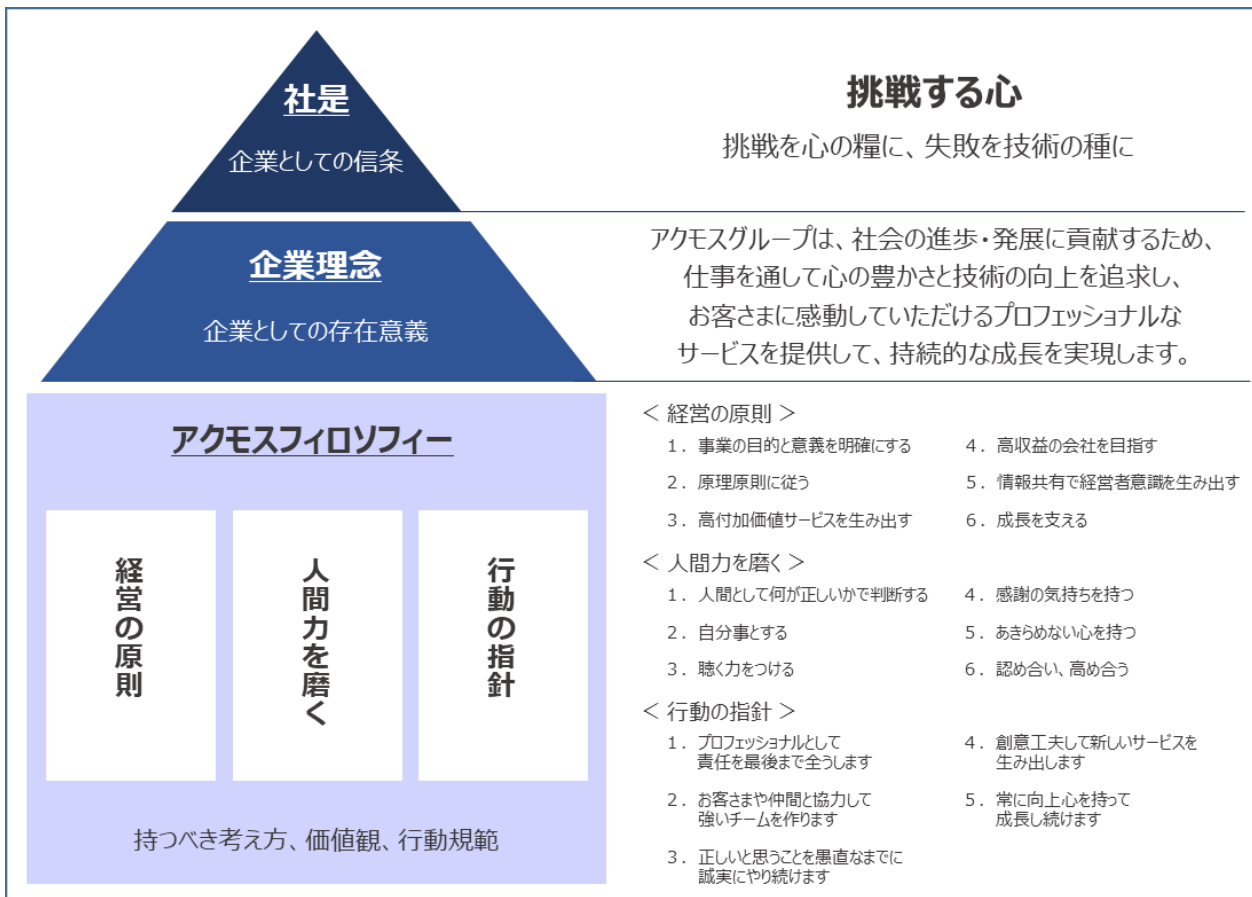 社是
企業としての信条
挑戦する心
挑戦を心の糧に、失敗を技術の種に
企業理念
企業としての存在意義
アクモスグループは、社会の進歩・発展に貢献するため、
仕事を通して心の豊かさと技術の向上を追求し、
お客さまに感動していただけるプロフェッショナルな
サービスを提供して、持続的な成長を実現します。
アクモスフィロソフィー
経営の原則
人間力を磨く
行動の指針
持つべき考え方、価値観、行動規範
＜ 経営の原則 ＞
1．事業の目的と意義を明確にする
2．原理原則に従う
3．高付加価値サービスを生み出す
4．高収益の会社を目指す
5．情報共有で経営者意識を生み出す
6．成長を支える
＜ 人間力を磨く ＞
1．人間として何が正しいかで判断する
2．自分事とする
3．聴く力をつける
4．感謝の気持ちを持つ
5．あきらめない心を持つ
6．認め合い、高め合う
＜ 行動の指針 ＞
1．プロフェッショナルとして
責任を最後まで全うします
2．お客さまや仲間と協力して
強いチームを作ります
3．正しいと思うことを愚直なまでに
誠実にやり続けます
4．創意工夫して新しいサービスを
生み出します
5．常に向上心を持って
成長し続けます